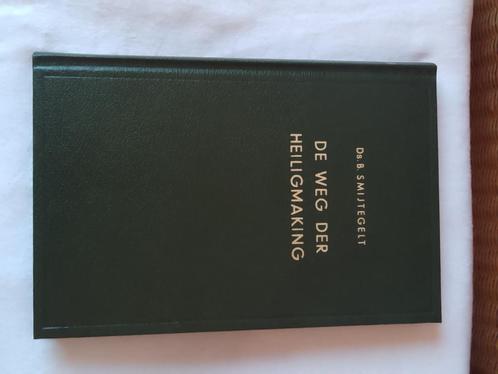 Ds. B. SMIJTEGELT
DE WEG DER
HEILIGMAKING